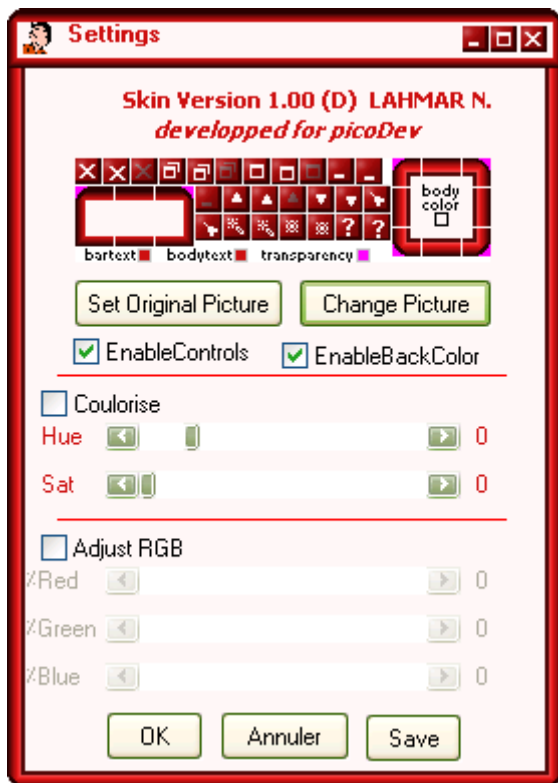 Settings
Skin Version 1.00 (D) LAHMAR N.
developped for picoDev
body
color
bartext bodytext transparency
Set Original Picture Change Picture
EnableControls EnableBackColor
Coulorise
Hue 0
Sat 0
Adjust RGB
%Red 0
%Green 0
%Blue 0
OK Annuler Save